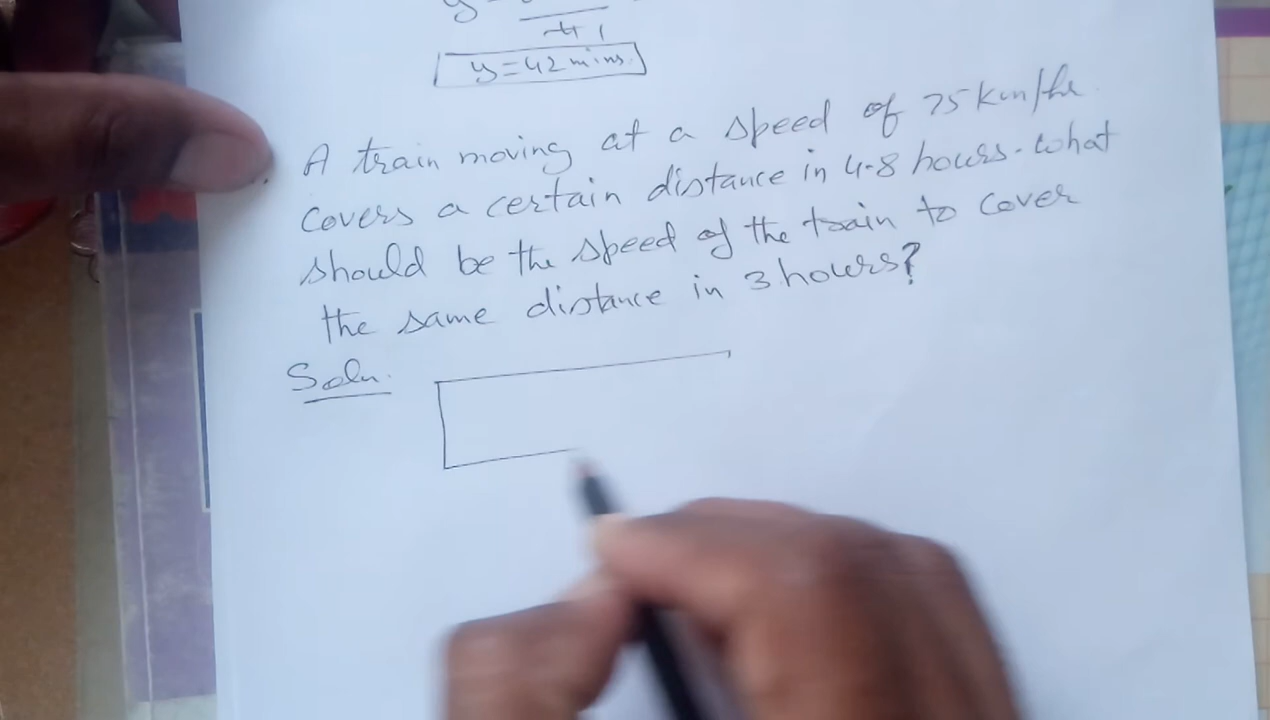 y = 42 mins.
A train moving at a speed of 75 km/hr
covers a certain distance in 4.8 hours. what
should be the speed of the train to cover
the same distance in 3 hours?
Soln.